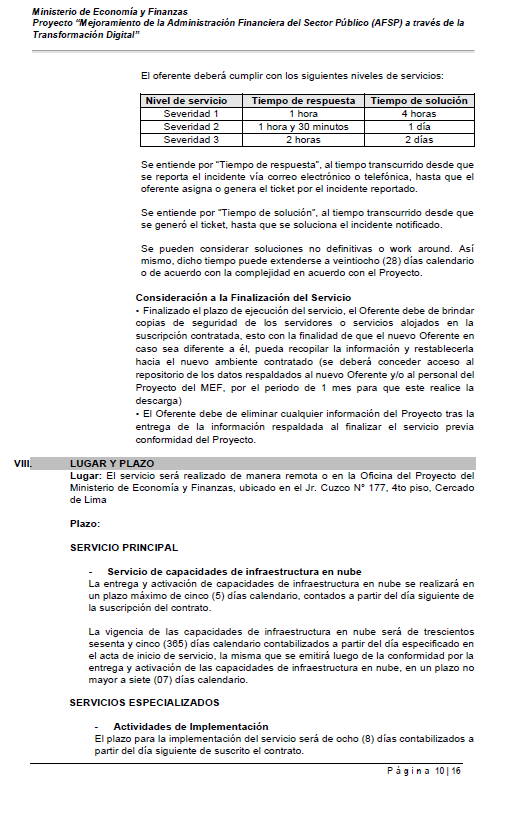 Ministerio de Economía y Finanzas
Proyecto “Mejoramiento de la Administración Financiera del Sector Público (AFSP) a través de la
Transformación Digital”
El oferente deberá cumplir con los siguientes niveles de servicios:
Nivel de servicio Tiempo de respuesta Tiempo de solución
Severidad 1 1 hora 4 horas
Severidad 2 1 hora y 30 minutos 1 día
Severidad 3 2 horas 2 días
Se entiende por “Tiempo de respuesta”, al tiempo transcurrido desde que
se reporta el incidente vía correo electrónico o telefónica, hasta que el
oferente asigna o genera el ticket por el incidente reportado.
Se entiende por “Tiempo de solución”, al tiempo transcurrido desde que
se generó el ticket, hasta que se soluciona el incidente notificado.
Se pueden considerar soluciones no definitivas o work around. Así
mismo, dicho tiempo puede extenderse a veintiocho (28) días calendario
o de acuerdo con la complejidad en acuerdo con el Proyecto.
Consideración a la Finalización del Servicio
• Finalizado el plazo de ejecución del servicio, el Oferente debe de brindar
copias de seguridad de los servidores o servicios alojados en la
suscripción contratada, esto con la finalidad de que el nuevo Oferente en
caso sea diferente a él, pueda recopilar la información y restablecerla
hacia el nuevo ambiente contratado (se deberá conceder acceso al
repositorio de los datos respaldados al nuevo Oferente y/o al personal del
Proyecto del MEF, por el periodo de 1 mes para que este realice la
descarga)
• El Oferente debe de eliminar cualquier información del Proyecto tras la
entrega de la información respaldada al finalizar el servicio previa
conformidad del Proyecto.
VIII. LUGAR Y PLAZO
Lugar: El servicio será realizado de manera remota o en la Oficina del Proyecto del
Ministerio de Economía y Finanzas, ubicado en el Jr. Cuzco N° 177, 4to piso, Cercado
de Lima
Plazo:
SERVICIO PRINCIPAL
- Servicio de capacidades de infraestructura en nube
La entrega y activación de capacidades de infraestructura en nube se realizará en
un plazo máximo de cinco (5) días calendario, contados a partir del día siguiente de
la suscripción del contrato.
La vigencia de las capacidades de infraestructura en nube será de trescientos
sesenta y cinco (365) días calendario contabilizados a partir del día especificado en
el acta de inicio de servicio, la misma que se emitirá luego de la conformidad por la
entrega y activación de las capacidades de infraestructura en nube, en un plazo no
mayor a siete (07) días calendario.
SERVICIOS ESPECIALIZADOS
- Actividades de Implementación
El plazo para la implementación del servicio será de ocho (8) días contabilizados a
partir del día siguiente de suscrito el contrato.
Página 10|16